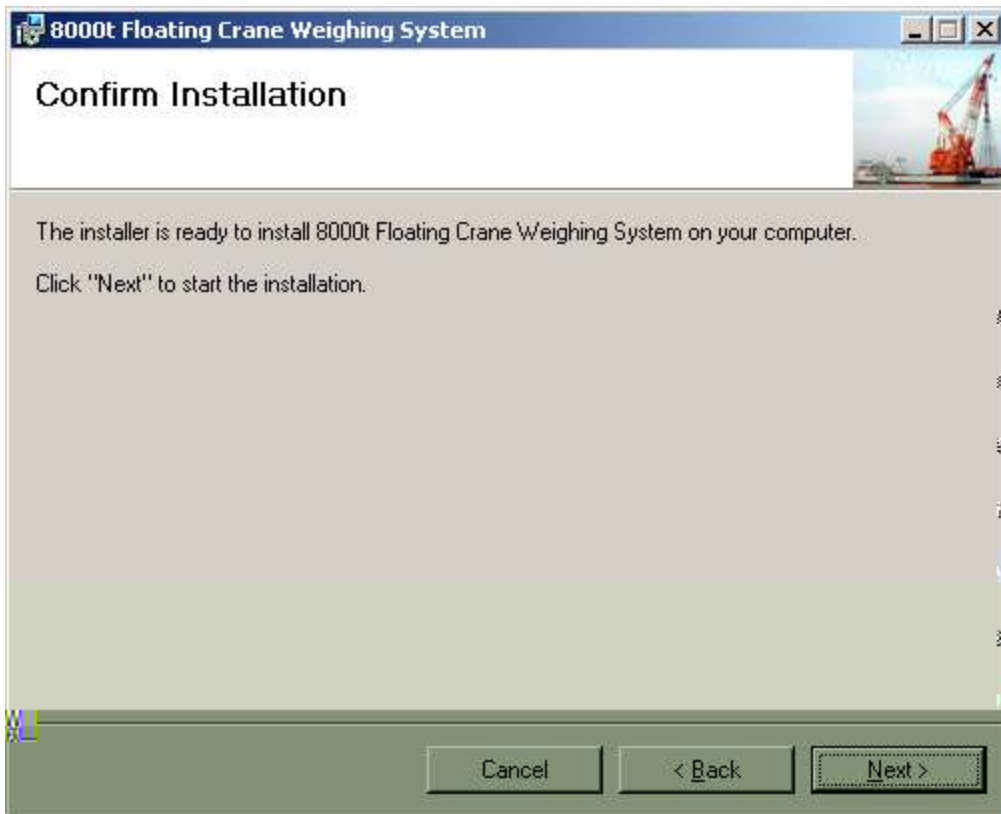 8000t Floating Crane Weighing System
Confirm Installation
The installer is ready to install 8000t Floating Crane Weighing System on your computer.
Click "Next" to start the installation.
Cancel
< Back
Next >